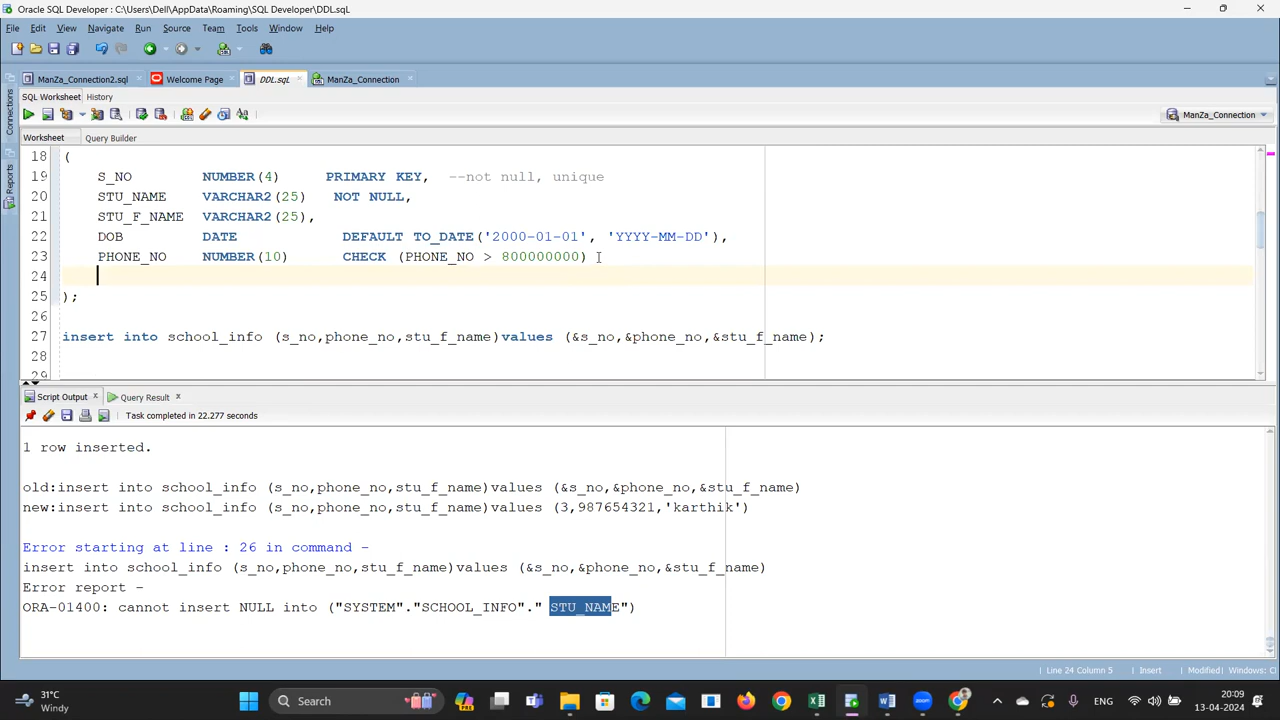 Oracle SQL Developer : C:\Users\Dell\AppData\Roaming\SQL Developer\DDL.sql
File Edit View Navigate Run Source Team Tools Window Help
ManZa_Connection2.sql Welcome Page DDL.sql ManZa_Connection
SQL Worksheet History
ManZa_Connection
Worksheet Query Builder
Connections
Reports
18 (
19 S_NO NUMBER(4) PRIMARY KEY, --not null, unique
20 STU_NAME VARCHAR2(25) NOT NULL,
21 STU_F_NAME VARCHAR2(25),
22 DOB DATE DEFAULT TO_DATE('2000-01-01', 'YYYY-MM-DD'),
23 PHONE_NO NUMBER(10) CHECK (PHONE_NO > 800000000)
24
25 );
26
27 insert into school_info (s_no,phone_no,stu_f_name)values (&s_no,&phone_no,&stu_f_name);
28
29
Script Output Query Result
Task completed in 22.277 seconds
1 row inserted.
old:insert into school_info (s_no,phone_no,stu_f_name)values (&s_no,&phone_no,&stu_f_name)
new:insert into school_info (s_no,phone_no,stu_f_name)values (3,987654321,'karthik')
Error starting at line : 26 in command -
insert into school_info (s_no,phone_no,stu_f_name)values (&s_no,&phone_no,&stu_f_name)
Error report -
ORA-01400: cannot insert NULL into ("SYSTEM"."SCHOOL_INFO"." STU_NAME")
Line 24 Column 5 Insert Modified Windows: C
31°C
Windy
Search
ENG
20:09
13-04-2024